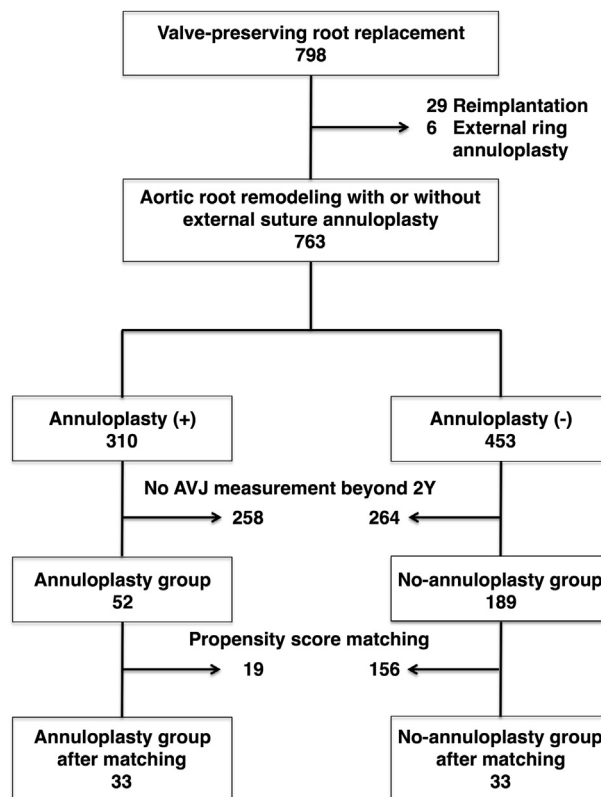 Valve-preserving root replacement
798
29 Reimplantation
6 External ring
annuloplasty
Aortic root remodeling with or without
external suture annuloplasty
763
Annuloplasty (+)
310
Annuloplasty (-)
453
No AVJ measurement beyond 2Y
258
264
Annuloplasty group
52
No-annuloplasty group
189
Propensity score matching
19
156
Annuloplasty group
after matching
33
No-annuloplasty group
after matching
33